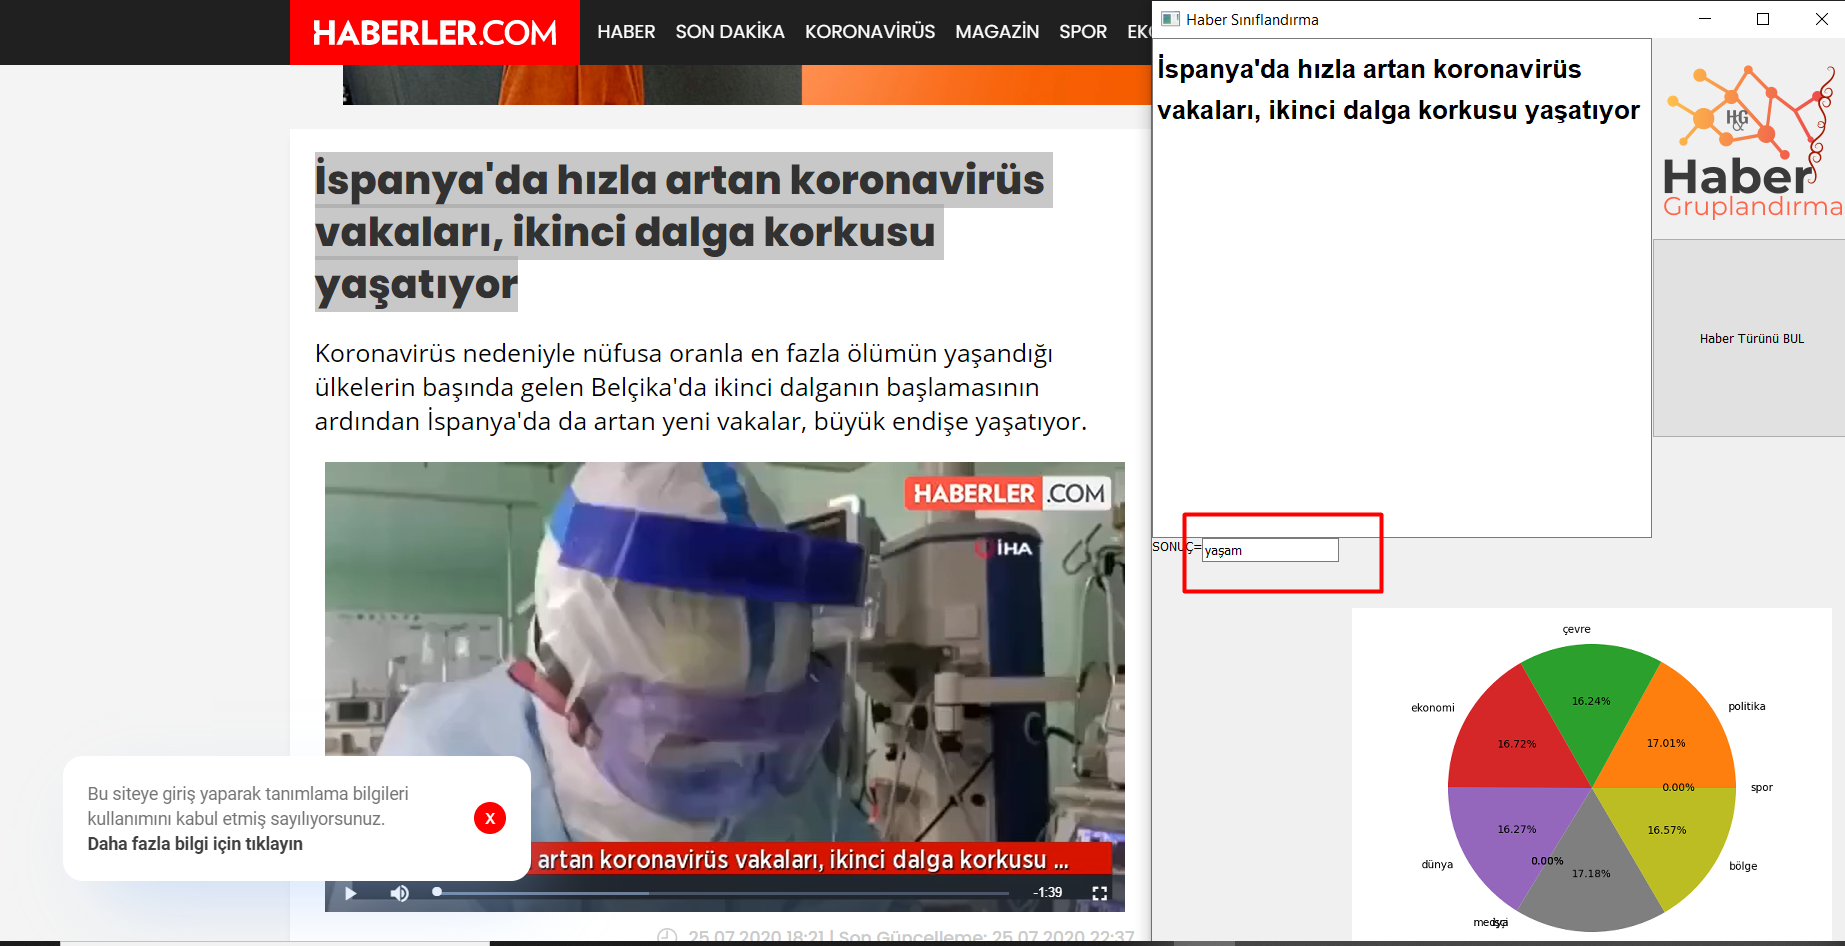 HABERLER.COM
HABER SON DAKİKA KORONAVİRÜS MAGAZİN SPOR
İspanya'da hızla artan koronavirüs
vakaları, ikinci dalga korkusu
yaşatıyor
Koronavirüs nedeniyle nüfusa oranla en fazla ölümün yaşandığı
ülkelerin başında gelen Belçika'da ikinci dalganın başlamasının
ardından İspanya'da da artan yeni vakalar, büyük endişe yaşatıyor.
HABERLER.COM
İHA
artan koronavirüs vakaları, ikinci dalga korkusu ...
-1:39
25.07.2020 18:21 | Son Güncelleme: 25.07.2020 22:37
Bu siteye giriş yaparak tanımlama bilgileri
kullanımını kabul etmiş sayılıyorsunuz.
Daha fazla bilgi için tıklayın
X
Haber Sınıflandırma
İspanya'da hızla artan koronavirüs
vakaları, ikinci dalga korkusu yaşatıyor
H&G
Haber
Gruplandırma
Haber Türünü BUL
SONUÇ= yaşam
çevre
politika
ekonomi
16.24%
17.01%
16.72%
0.00%
spor
16.27%
16.57%
0.00%
17.18%
dünya
bölge